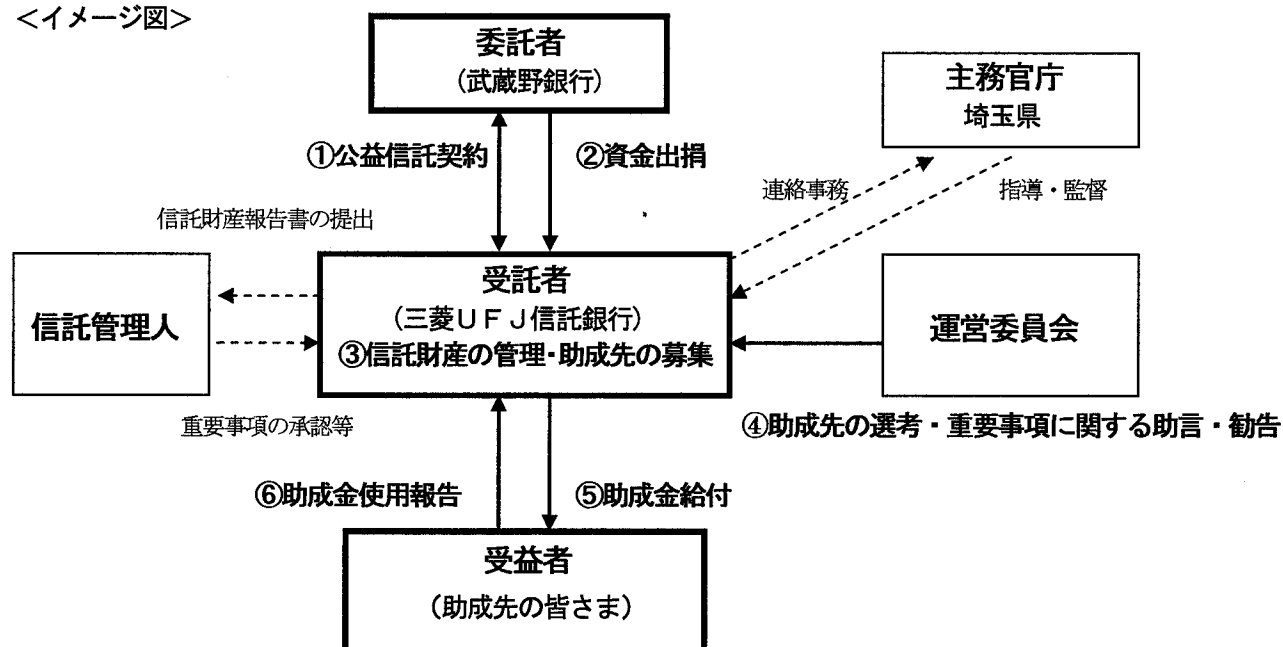 ＜イメージ図＞
委託者
（武蔵野銀行）
主務官庁
埼玉県
①公益信託契約
②資金出捐
連絡事務
指導・監督
信託財産報告書の提出
信託管理人
受託者
（三菱ＵＦＪ信託銀行）
③信託財産の管理・助成先の募集
運営委員会
重要事項の承認等
④助成先の選考・重要事項に関する助言・勧告
⑥助成金使用報告
⑤助成金給付
受益者
（助成先の皆さま）